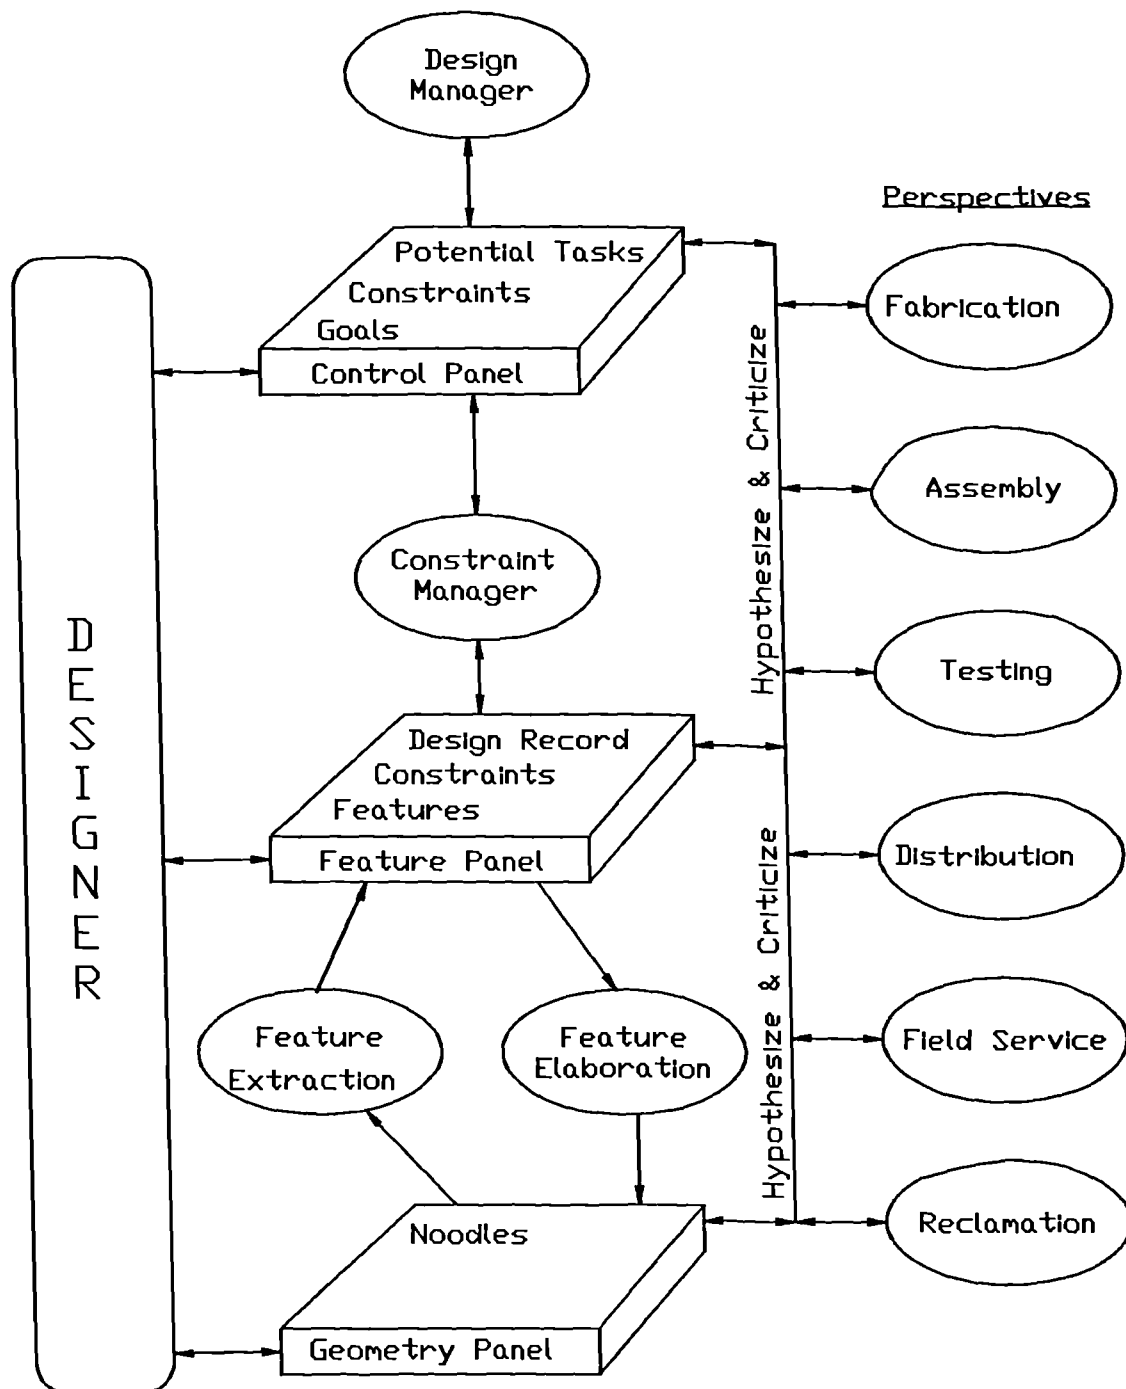 Design
Manager
Perspectives
Potential Tasks
Constraints
Goals
Control Panel
Fabrication
Hypothesize & Criticize
Assembly
Constraint
Manager
DESIGNER
Testing
Design Record
Constraints
Features
Feature Panel
Hypothesize & Criticize
Distribution
Feature
Extraction
Feature
Elaboration
Field Service
Noodles
Reclamation
Geometry Panel